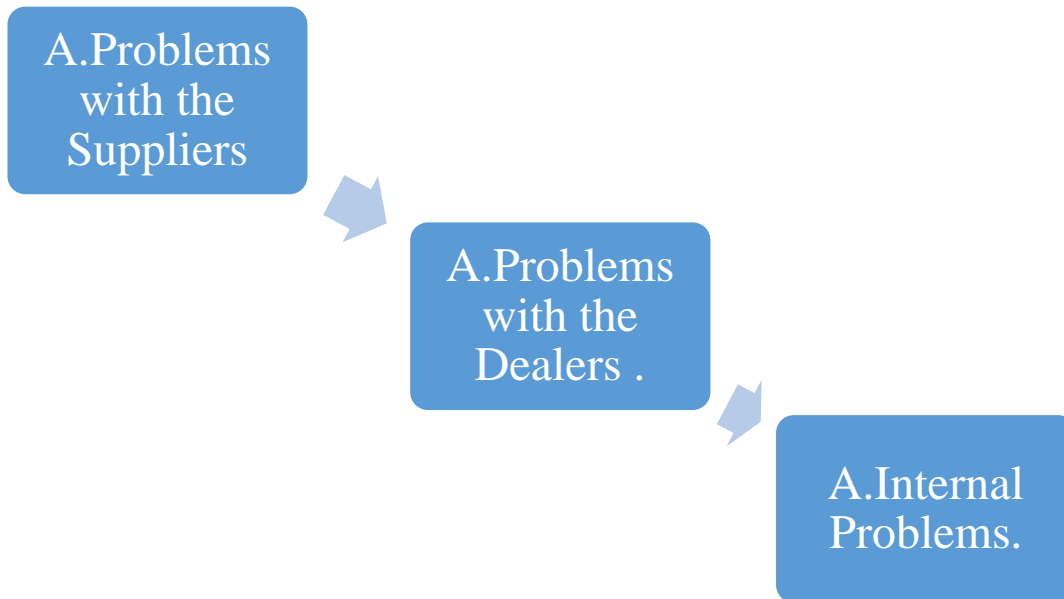 A.Problems
with the
Suppliers
A.Problems
with the
Dealers .
A.Internal
Problems.